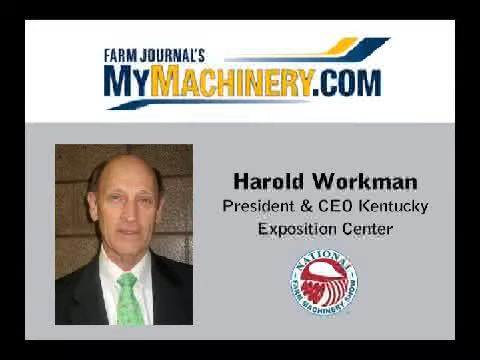 FARM JOURNAL'S
MYMACHINERY.COM
Harold Workman
President & CEO Kentucky
Exposition Center
NATIONAL
FARM MACHINERY SHOW